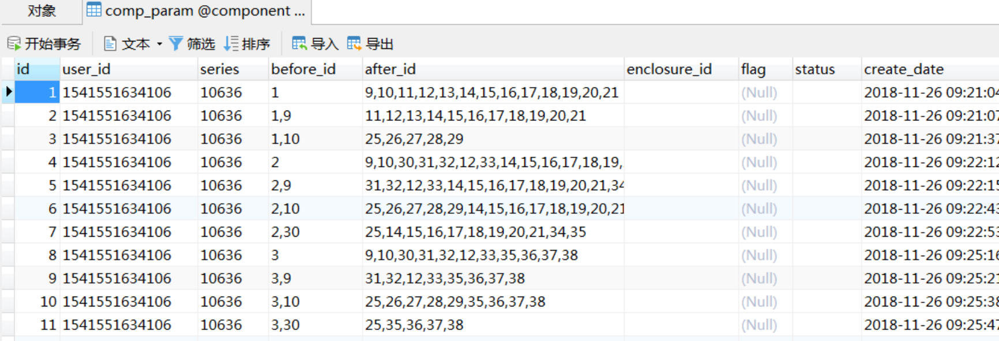 对象 comp_param @component ...
开始事务 文本 筛选 排序 导入 导出
id user_id series before_id after_id enclosure_id flag status create_date
1 1541551634106 10636 1 9,10,11,12,13,14,15,16,17,18,19,20,21 (Null) 2018-11-26 09:21:04
2 1541551634106 10636 1,9 11,12,13,14,15,16,17,18,19,20,21 (Null) 2018-11-26 09:21:07
3 1541551634106 10636 1,10 25,26,27,28,29 (Null) 2018-11-26 09:21:37
4 1541551634106 10636 2 9,10,30,31,32,12,33,14,15,16,17,18,19, (Null) 2018-11-26 09:22:12
5 1541551634106 10636 2,9 31,32,12,33,14,15,16,17,18,19,20,21,34 (Null) 2018-11-26 09:22:15
6 1541551634106 10636 2,10 25,26,27,28,29,14,15,16,17,18,19,20,21 (Null) 2018-11-26 09:22:43
7 1541551634106 10636 2,30 25,14,15,16,17,18,19,20,21,34,35 (Null) 2018-11-26 09:22:53
8 1541551634106 10636 3 9,10,30,31,32,12,33,35,36,37,38 (Null) 2018-11-26 09:25:16
9 1541551634106 10636 3,9 31,32,12,33,35,36,37,38 (Null) 2018-11-26 09:25:21
10 1541551634106 10636 3,10 25,26,27,28,29,35,36,37,38 (Null) 2018-11-26 09:25:38
11 1541551634106 10636 3,30 25,35,36,37,38 (Null) 2018-11-26 09:25:47